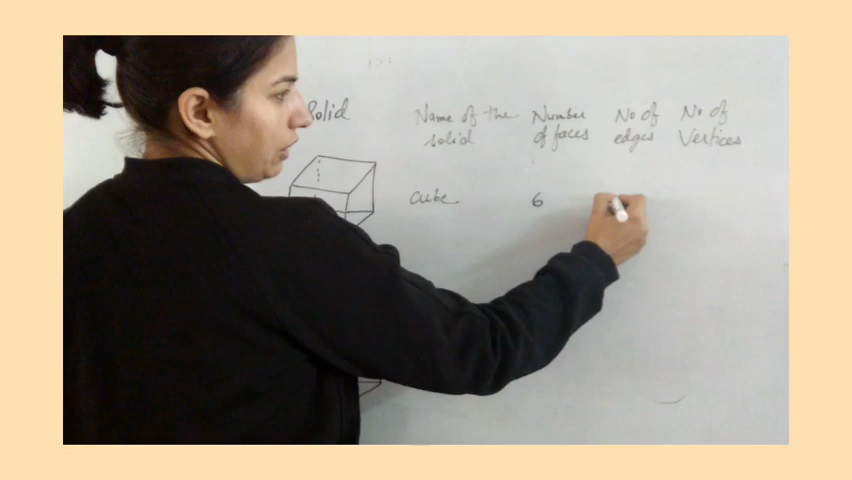 Solid
Name of the solid
Number of faces
No of edges
No of Vertices
cube
6